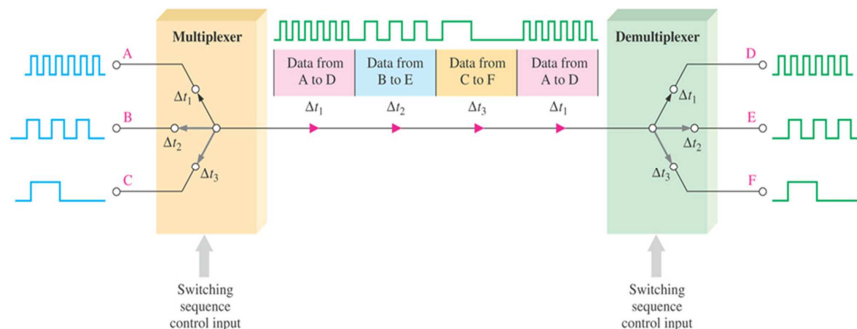 Multiplexer
A
Δt1
B
Δt2
C
Δt3
Switching
sequence
control input
Data from
A to D
Data from
B to E
Data from
C to F
Data from
A to D
Δt1
Δt2
Δt3
Δt1
Demultiplexer
D
Δt1
E
Δt2
F
Δt3
Switching
sequence
control input